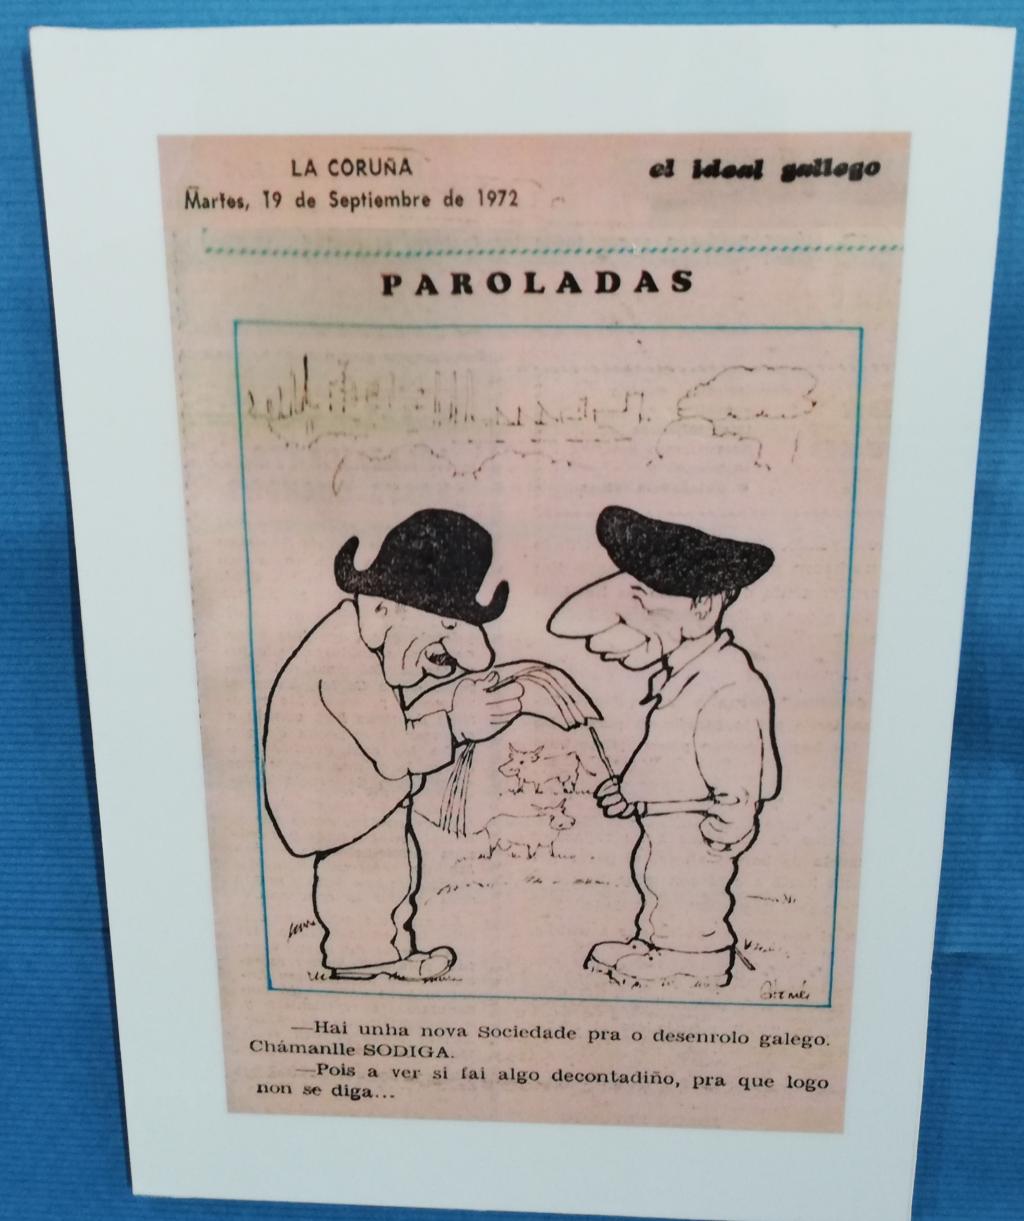 LA CORUÑA
el ideal gallego
Martes, 19 de Septiembre de 1972
PAROLADAS
—Hai unha nova Sociedade pra o desenrolo galego.
Chámanlle SODIGA.
—Pois a ver si fai algo decontadiño, pra que logo
non se diga...